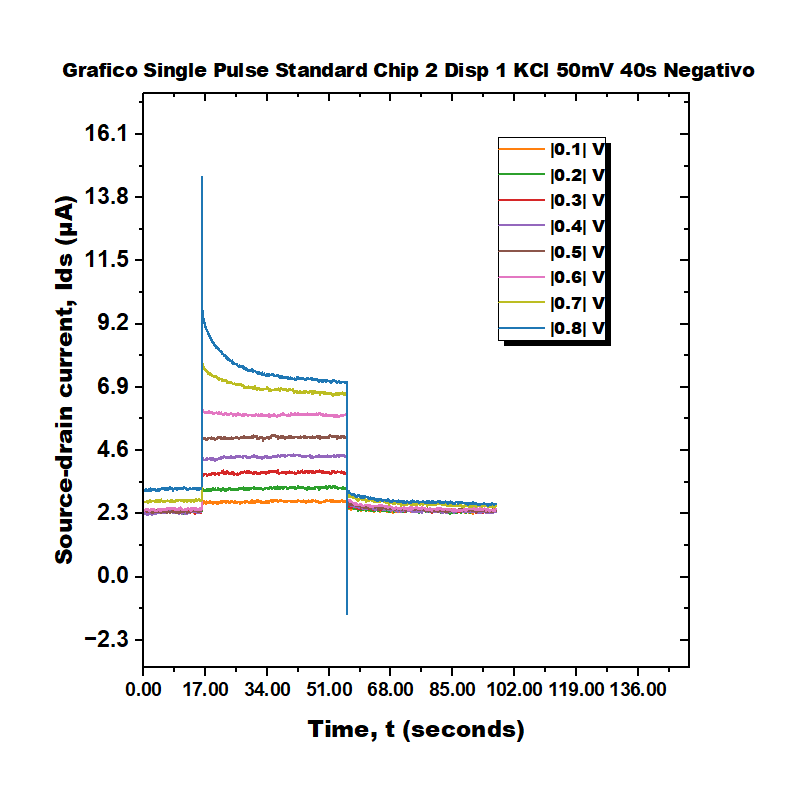 Grafico Single Pulse Standard Chip 2 Disp 1 KCl 50mV 40s Negativo
16.1
13.8
11.5
9.2
6.9
4.6
2.3
0.0
−2.3
Source-drain current, Ids (µA)
|0.1| V
|0.2| V
|0.3| V
|0.4| V
|0.5| V
|0.6| V
|0.7| V
|0.8| V
0.00 17.00 34.00 51.00 68.00 85.00 102.00 119.00 136.00
Time, t (seconds)